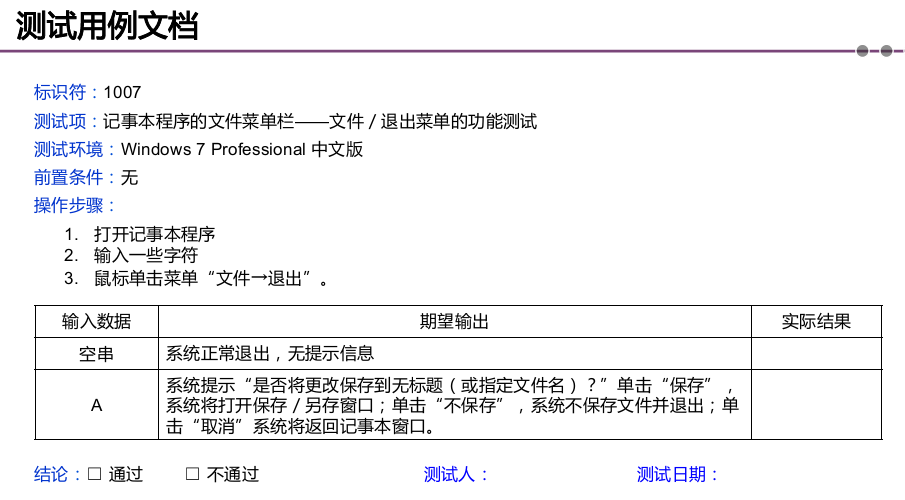 测试用例文档
标识符：1007
测试项：记事本程序的文件菜单栏——文件 / 退出菜单的功能测试
测试环境：Windows 7 Professional 中文版
前置条件：无
操作步骤：
1. 打开记事本程序
2. 输入一些字符
3. 鼠标单击菜单“文件→退出”。
输入数据 期望输出 实际结果
空串 系统正常退出，无提示信息
系统提示“是否将更改保存到无标题（或指定文件名）？”单击“保存”，
A 系统将打开保存 / 另存窗口；单击“不保存”，系统不保存文件并退出；单
击“取消”系统将返回记事本窗口。
结论：□ 通过 □ 不通过 测试人： 测试日期：